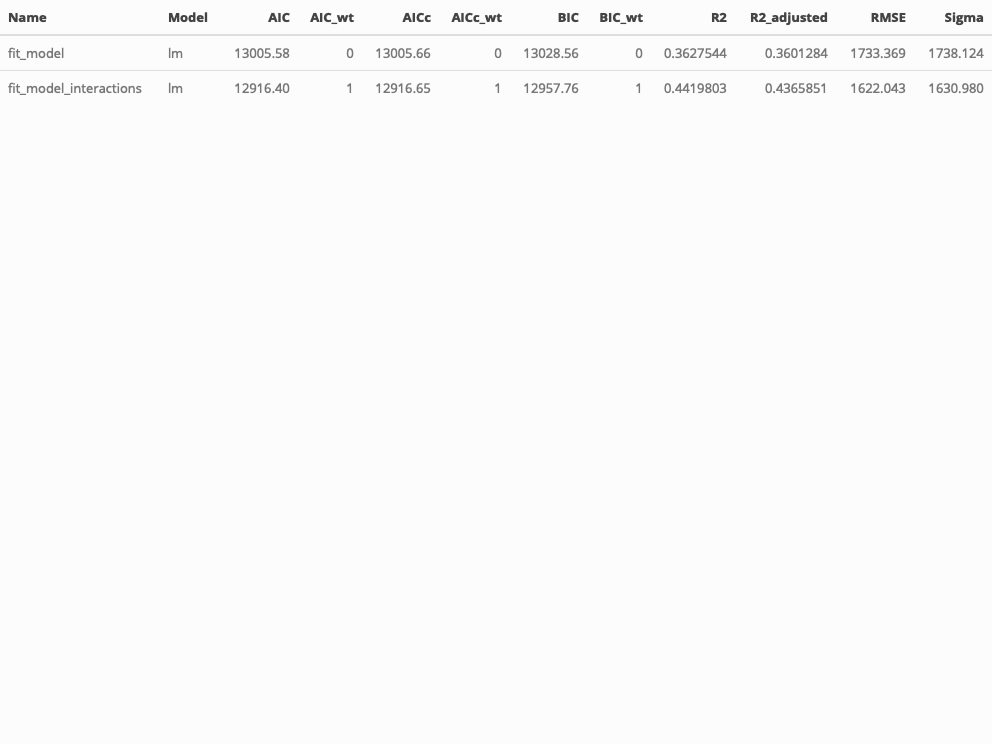 Name Model AIC AIC_wt AICc AICc_wt BIC BIC_wt R2 R2_adjusted RMSE Sigma
fit_model lm 13005.58 0 13005.66 0 13028.56 0 0.3627544 0.3601284 1733.369 1738.124
fit_model_interactions lm 12916.40 1 12916.65 1 12957.76 1 0.4419803 0.4365851 1622.043 1630.980